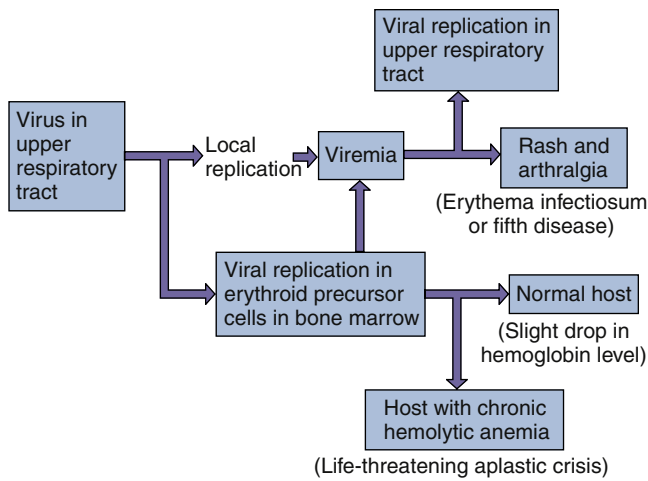 Viral replication in
upper respiratory
tract
Virus in
upper
respiratory
tract
Local
replication
Viremia
Rash and
arthralgia
(Erythema infectiosum
or fifth disease)
Viral replication in
erythroid precursor
cells in bone marrow
Normal host
(Slight drop in
hemoglobin level)
Host with chronic
hemolytic anemia
(Life-threatening aplastic crisis)